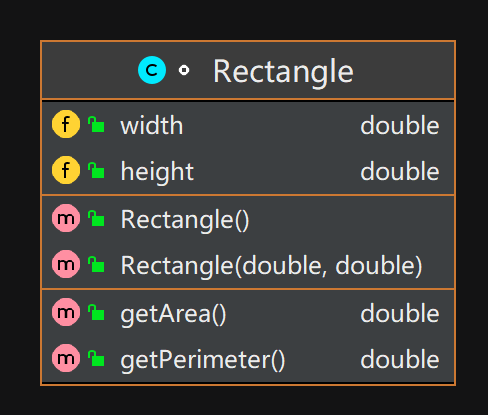 C Rectangle
f width double
f height double
m Rectangle()
m Rectangle(double, double)
m getArea() double
m getPerimeter() double